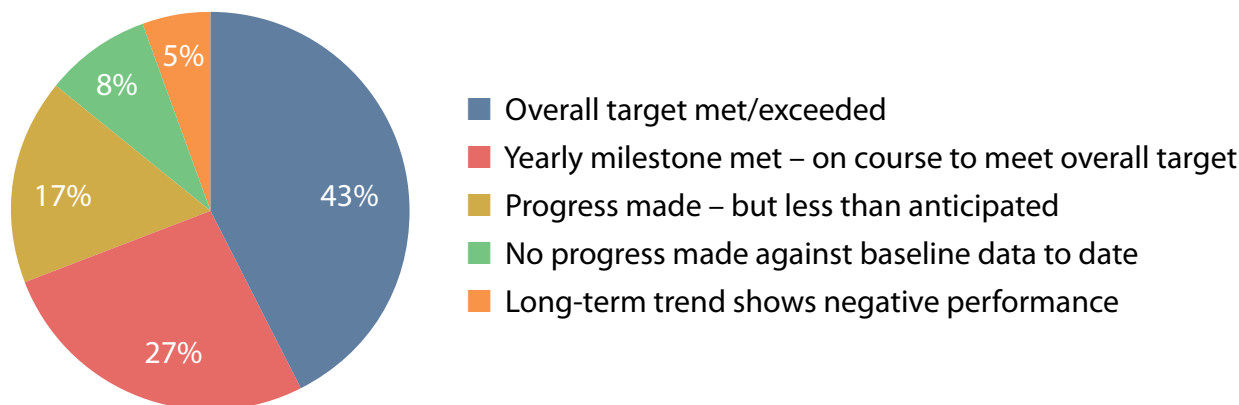 5%
8%
17%
43%
27%
Overall target met/exceeded
Yearly milestone met – on course to meet overall target
Progress made – but less than anticipated
No progress made against baseline data to date
Long-term trend shows negative performance